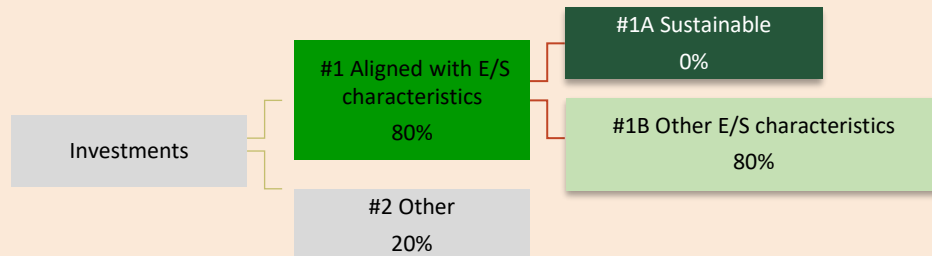 Investments
#1 Aligned with E/S
characteristics
80%
#2 Other
20%
#1A Sustainable
0%
#1B Other E/S characteristics
80%